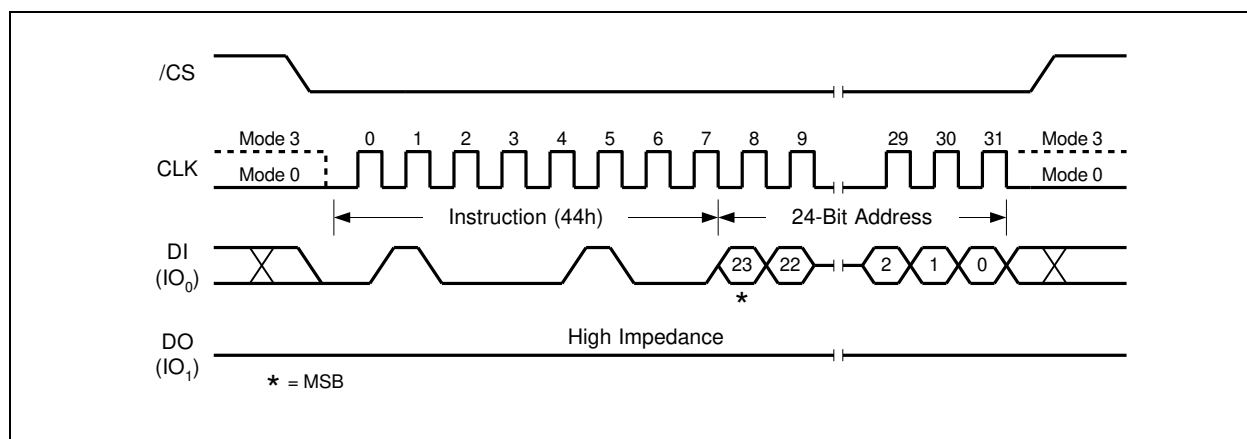 /CS
Mode 3 0 1 2 3 4 5 6 7 8 9 29 30 31 Mode 3
CLK
Mode 0 Mode 0
Instruction (44h) 24-Bit Address
DI
(IO0)
23 22 2 1 0
*
High Impedance
DO
(IO1)
* = MSB